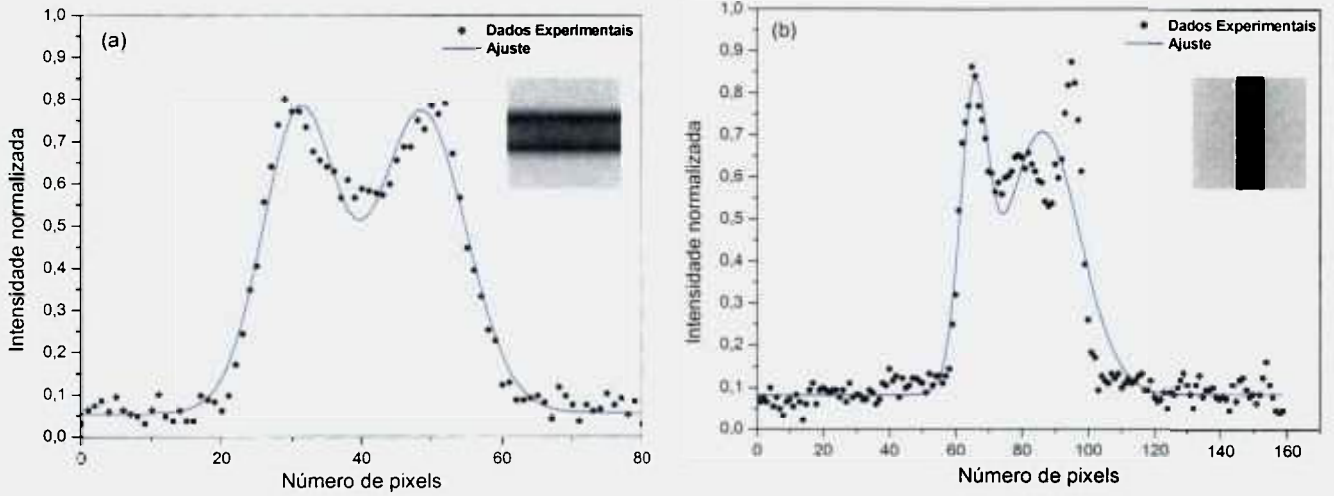 (a)
Dados Experimentais
Ajuste
Intensidade normalizada
1,0
0,9
0,8
0,7
0,6
0,5
0,4
0,3
0,2
0,1
0,0
0 20 40 60 80
Número de pixels
(b)
Dados Experimentais
Ajuste
Intensidade normalizada
1,0
0,9
0,8
0,7
0,6
0,5
0,4
0,3
0,2
0,1
0,0
0 20 40 60 80 100 120 140 160
Número de pixels